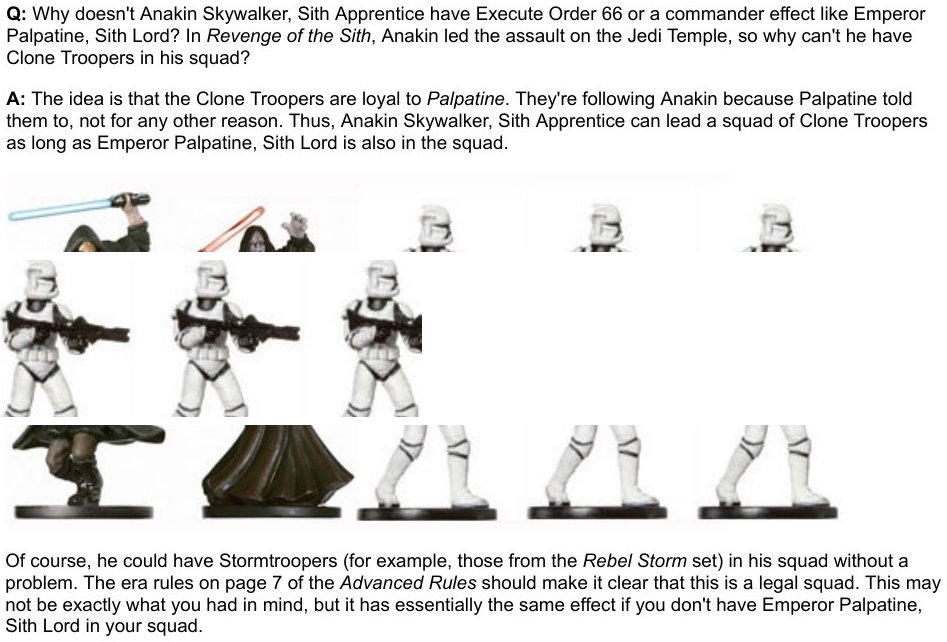 Q: Why doesn't Anakin Skywalker, Sith Apprentice have Execute Order 66 or a commander effect like Emperor
Palpatine, Sith Lord? In Revenge of the Sith, Anakin led the assault on the Jedi Temple, so why can't he have
Clone Troopers in his squad?
A: The idea is that the Clone Troopers are loyal to Palpatine. They're following Anakin because Palpatine told
them to, not for any other reason. Thus, Anakin Skywalker, Sith Apprentice can lead a squad of Clone Troopers
as long as Emperor Palpatine, Sith Lord is also in the squad.
Of course, he could have Stormtroopers (for example, those from the Rebel Storm set) in his squad without a
problem. The era rules on page 7 of the Advanced Rules should make it clear that this is a legal squad. This may
not be exactly what you had in mind, but it has essentially the same effect if you don't have Emperor Palpatine,
Sith Lord in your squad.